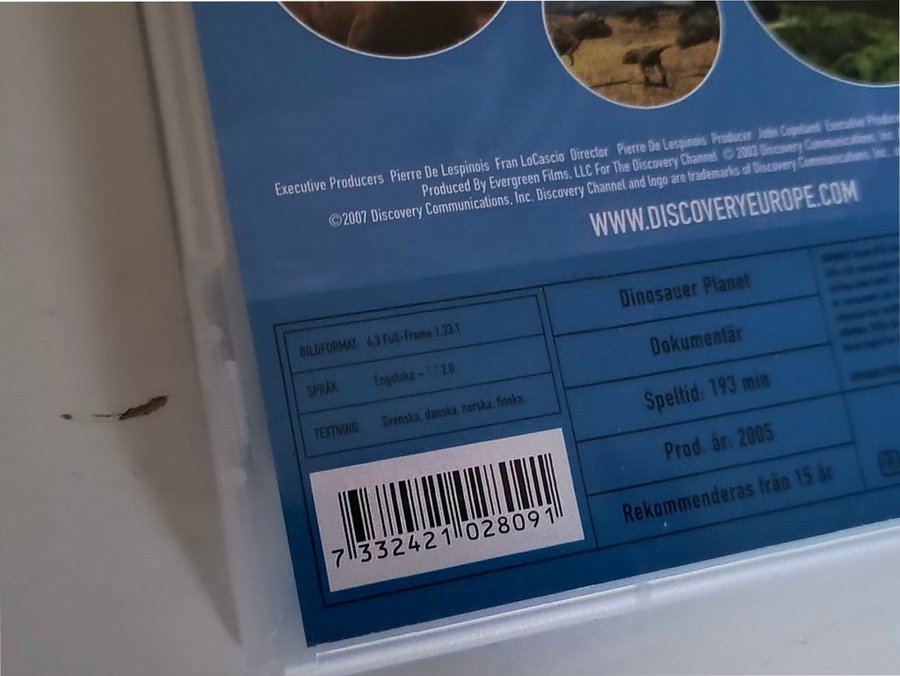 Executive Producers Pierre De Lespinois Fran LoCascio Director Pierre De Lespinois Producer John Copeland Executive
Produced By Evergreen Films, LLC For The Discovery Channel © 2003 Discovery Communications, Inc.
©2007 Discovery Communications, Inc. Discovery Channel and logo are trademarks of Discovery Communications, Inc.
WWW.DISCOVERYEUROPE.COM
BILDFORMAT: 4:3 Full-Frame 1.33:1
SPRÅK Engelska – 2.0
TEXTNING Svenska, danska, norska, finska.
7 332421 028091
Dinosauer Planet
Dokumentär
Speltid: 193 min
Prod. år: 2005
Rekommenderas från 15 år